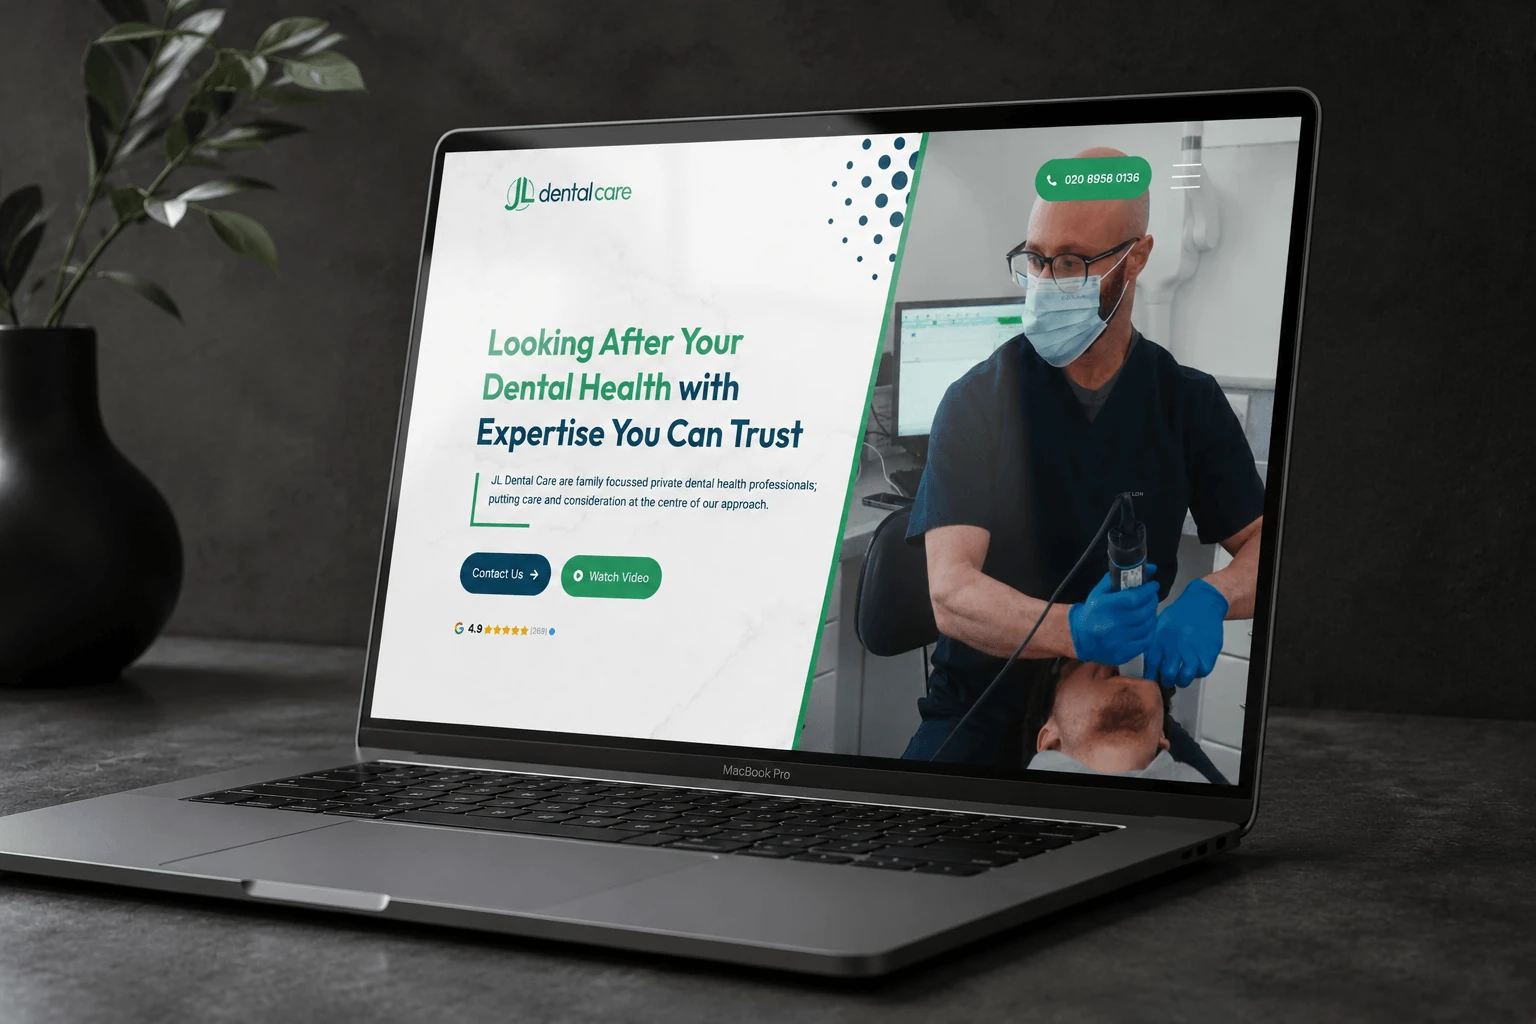 JL dentalcare
020 8958 0136
Looking After Your
Dental Health with
Expertise You Can Trust
JL Dental Care are family focussed private dental health professionals;
putting care and consideration at the centre of our approach.
Contact Us
Watch Video
G 4.9 (269)
MacBook Pro